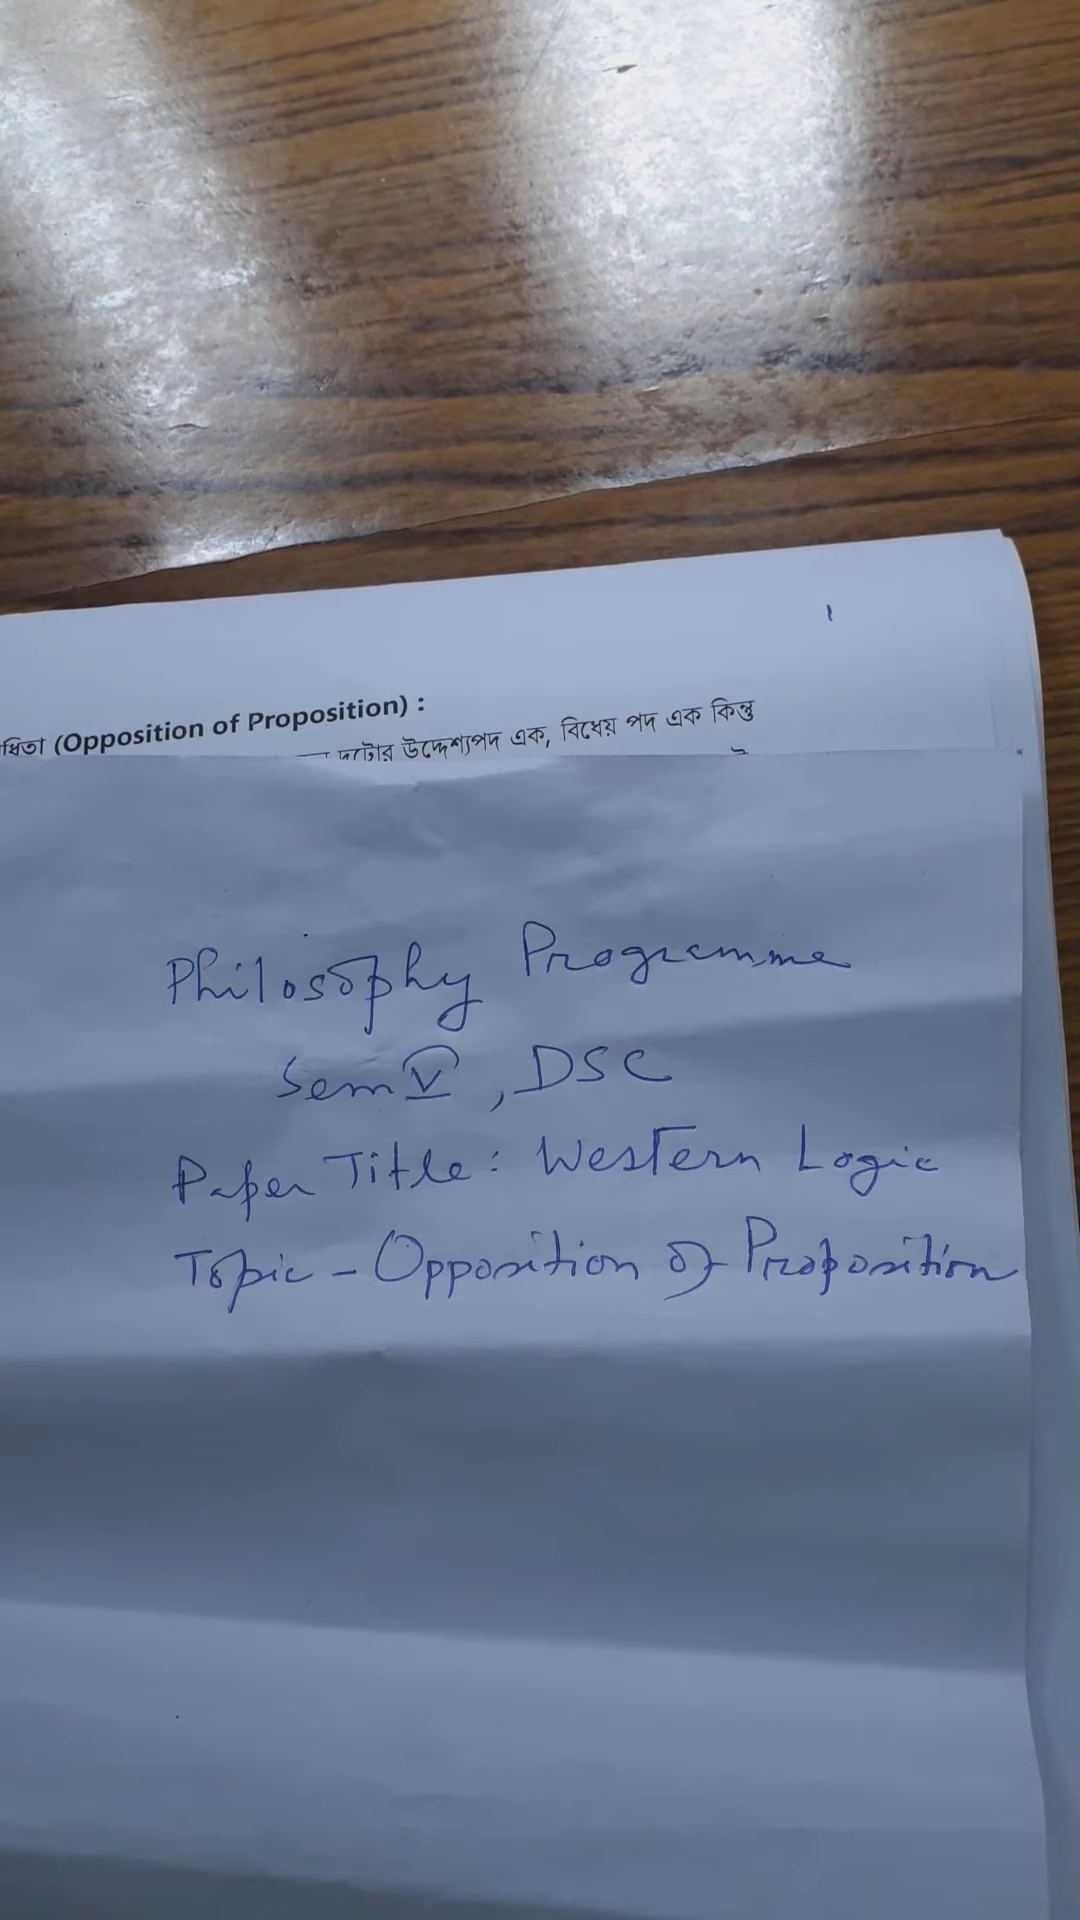 ধিতা (Opposition of Proposition) :
দুটোর উদ্দেশ্যপদ এক, বিধেয় পদ এক কিন্তু
Philosophy Programme
Sem V, DSC
Paper Title: Western Logic
Topic - Opposition of Proposition